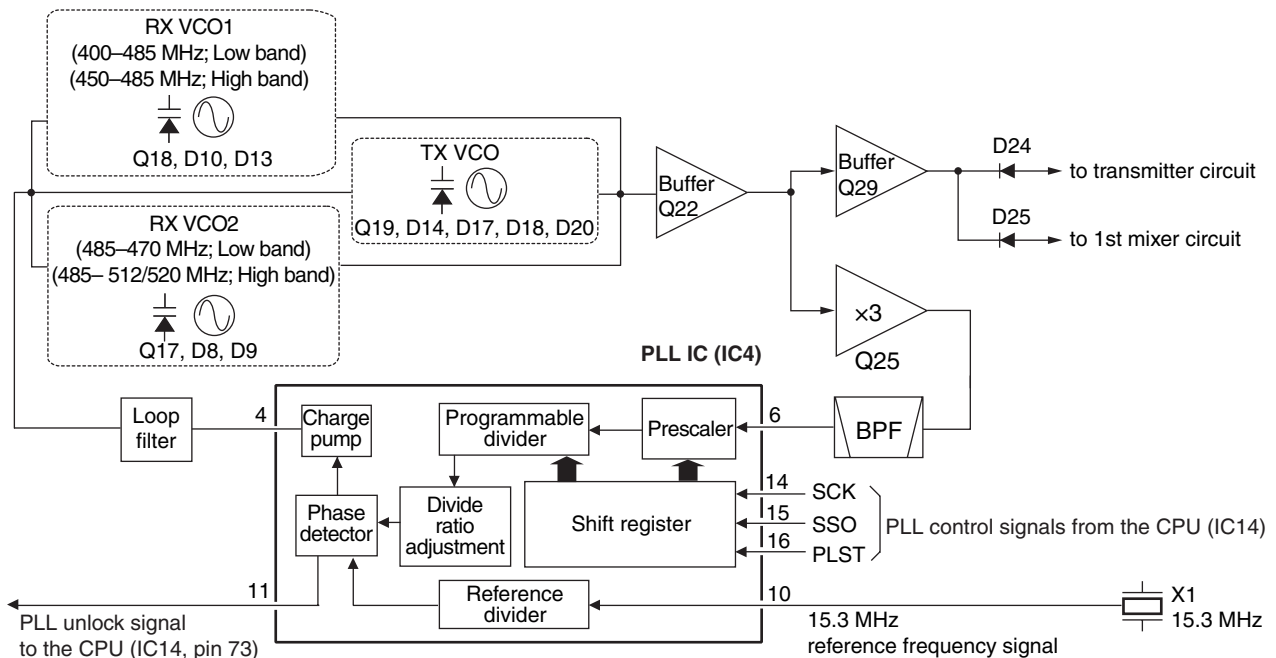 RX VCO1
(400–485 MHz; Low band)
(450–485 MHz; High band)
Q18, D10, D13
TX VCO
Q19, D14, D17, D18, D20
RX VCO2
(485–470 MHz; Low band)
(485– 512/520 MHz; High band)
Q17, D8, D9
Buffer
Q22
Buffer
Q29
D24
to transmitter circuit
D25
to 1st mixer circuit
×3
Q25
PLL IC (IC4)
Loop
filter
4
Charge
pump
Programmable
divider
Prescaler
6
BPF
Phase
detector
Divide
ratio
adjustment
Shift register
14
SCK
15
SSO
16
PLST
PLL control signals from the CPU (IC14)
11
Reference
divider
10
X1
15.3 MHz
PLL unlock signal
to the CPU (IC14, pin 73)
15.3 MHz
reference frequency signal